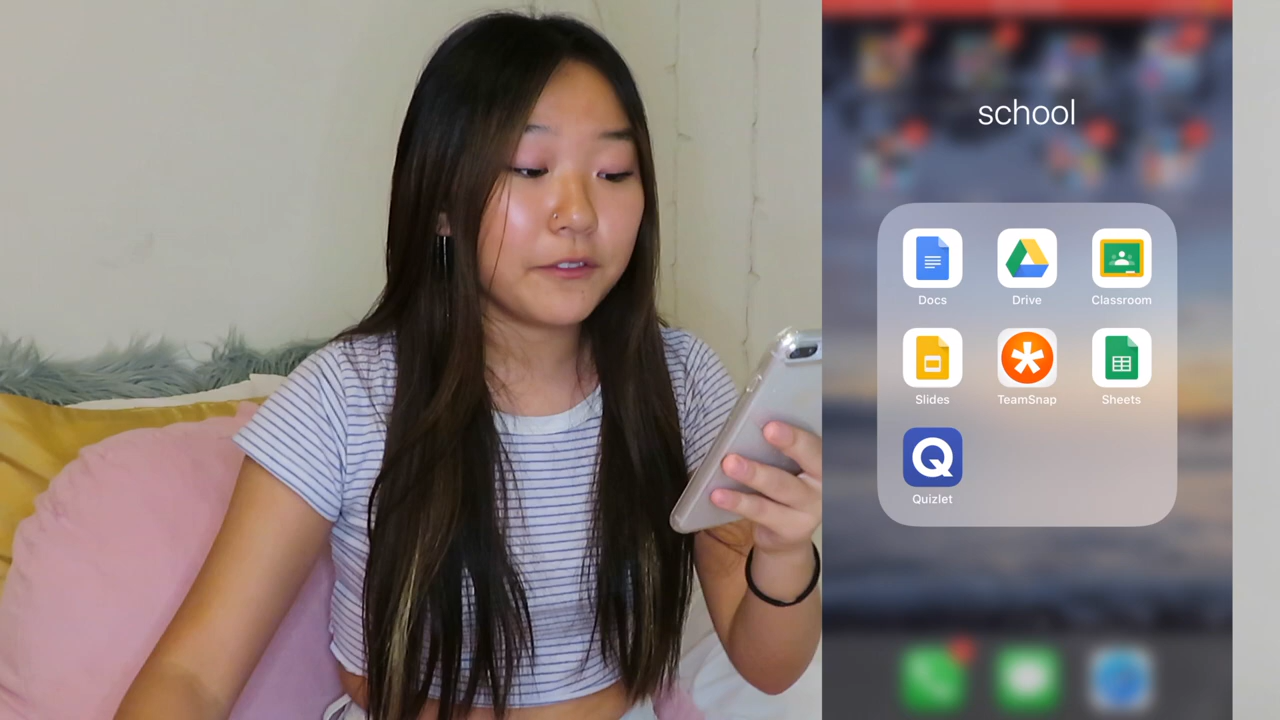 school
Docs
Drive
Classroom
Slides
TeamSnap
Sheets
Quizlet